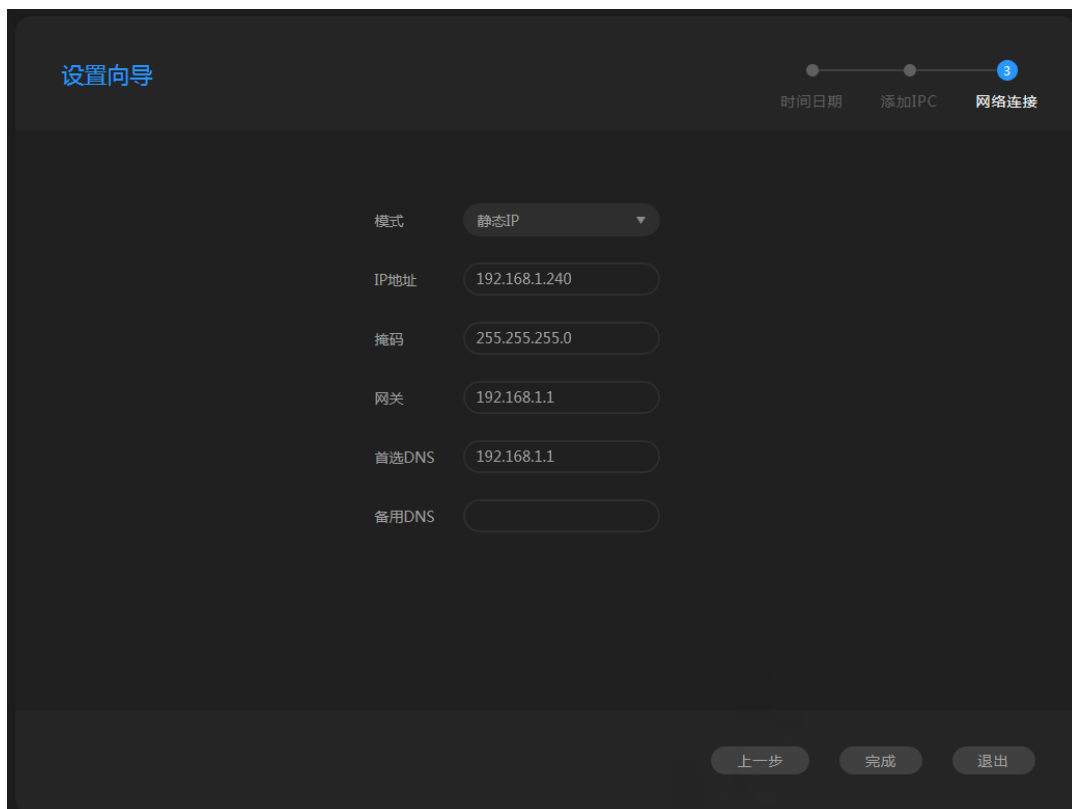 设置向导
3
时间日期 添加IPC 网络连接
模式 静态IP
IP地址 192.168.1.240
掩码 255.255.255.0
网关 192.168.1.1
首选DNS 192.168.1.1
备用DNS
上一步 完成 退出